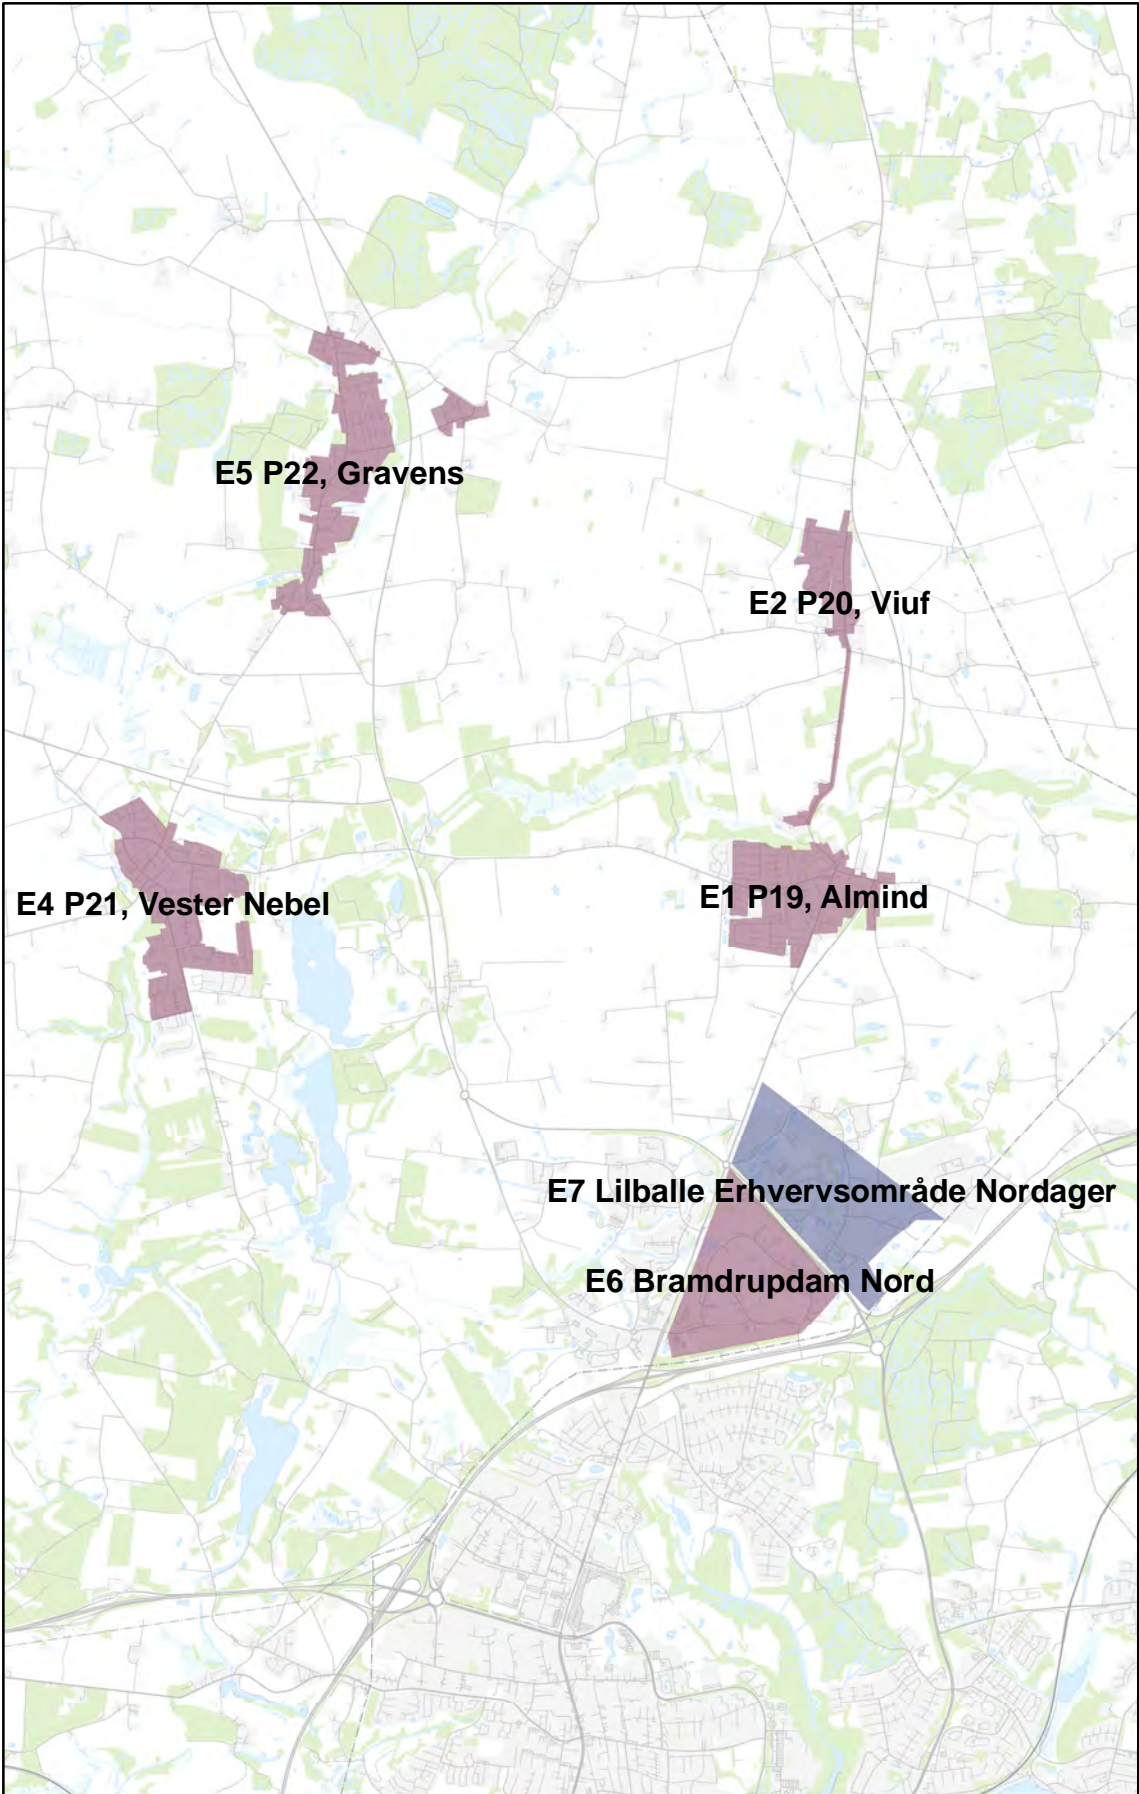 E5 P22, Gravens
E2 P20, Viuf
E4 P21, Vester Nebel
E1 P19, Almind
E7 Lilballe Erhvervsområde Nordager
E6 Bramdrupdam Nord